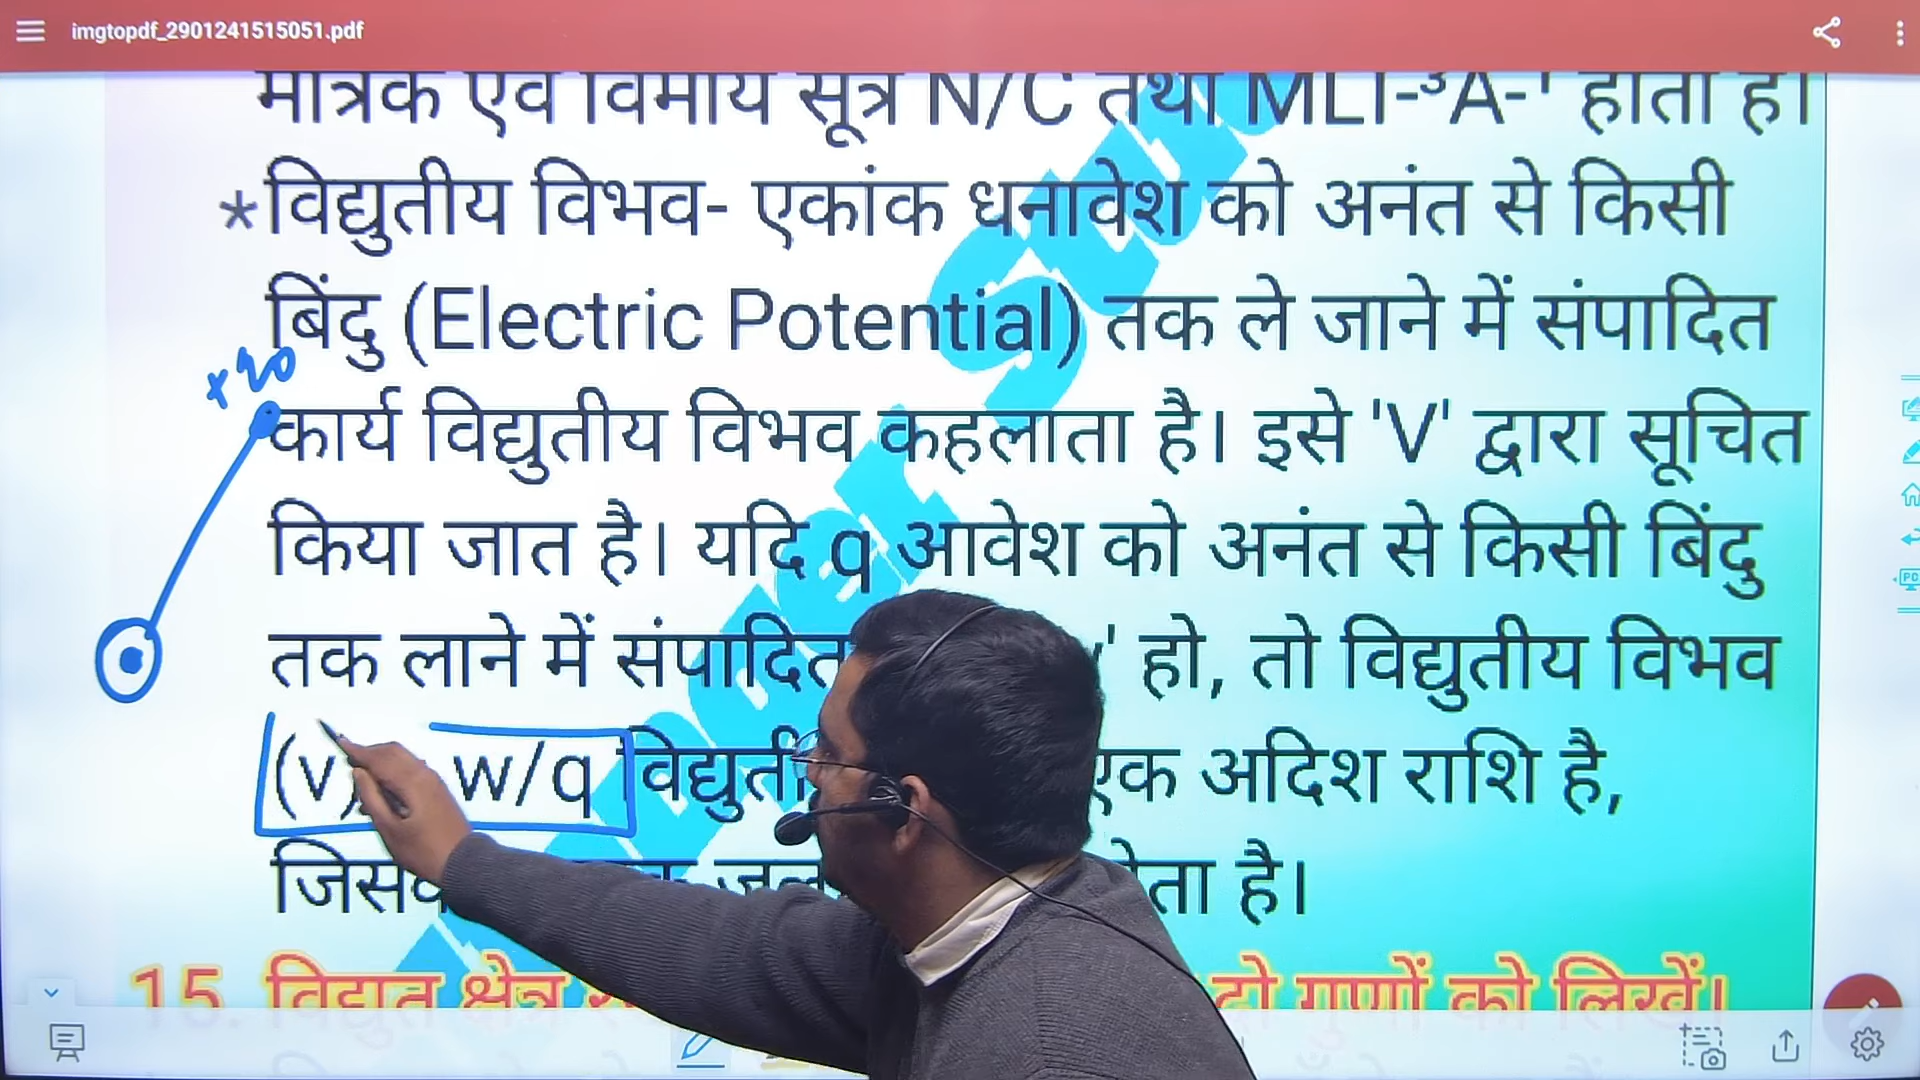 imgtopdf_2901241515051.pdf
मात्रक एवं विमीय सूत्र N/C तथा MLT-³A-¹ होता है।
*विद्युतीय विभव- एकांक धनावेश को अनंत से किसी
बिंदु (Electric Potential) तक ले जाने में संपादित
कार्य विद्युतीय विभव कहलाता है। इसे 'V' द्वारा सूचित
किया जात है। यदि q आवेश को अनंत से किसी बिंदु
तक लाने में संपादित हो, तो विद्युतीय विभव
(v) w/q एक अदिश राशि है,
है।
15. विद्युत क्षेत्र दो गुणों को लिखें।